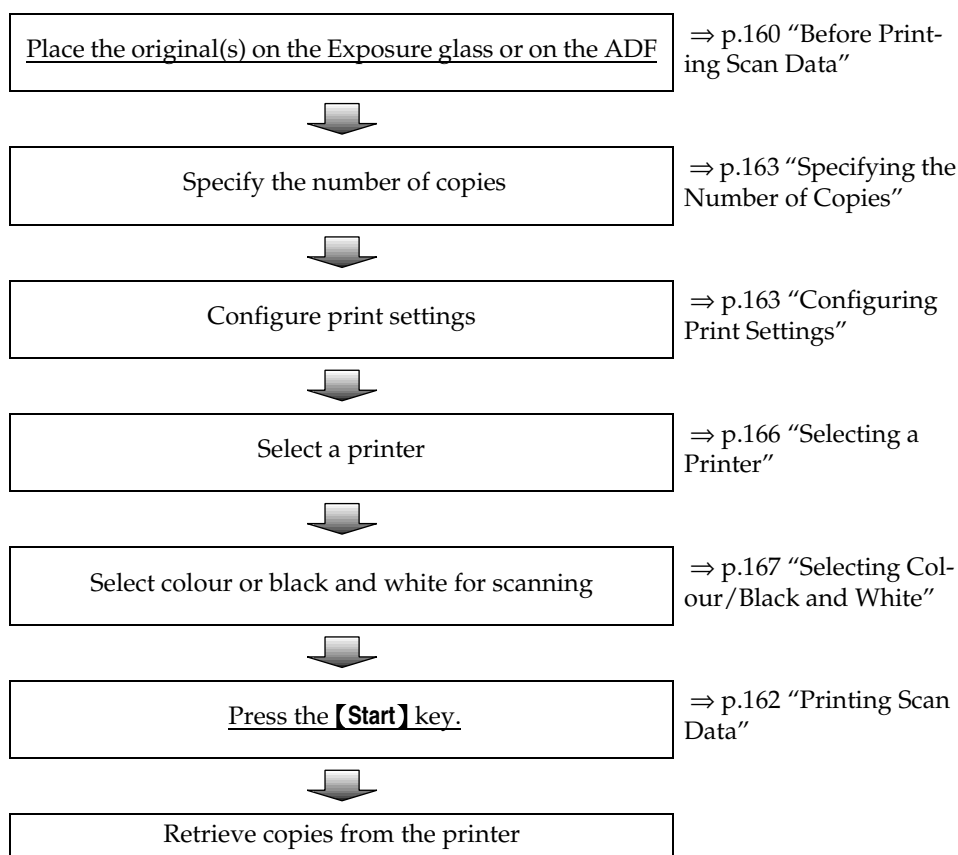 Place the original(s) on the Exposure glass or on the ADF
⇒ p.160 “Before Print-
ing Scan Data”
Specify the number of copies
⇒ p.163 “Specifying the
Number of Copies”
Configure print settings
⇒ p.163 “Configuring
Print Settings”
Select a printer
⇒ p.166 “Selecting a
Printer”
Select colour or black and white for scanning
⇒ p.167 “Selecting Col-
our/Black and White”
Press the 【Start】 key.
⇒ p.162 “Printing Scan
Data”
Retrieve copies from the printer